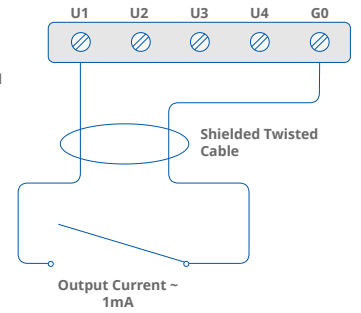 U1 U2 U3 U4 G0
Shielded Twisted
Cable
Output Current ~
1mA